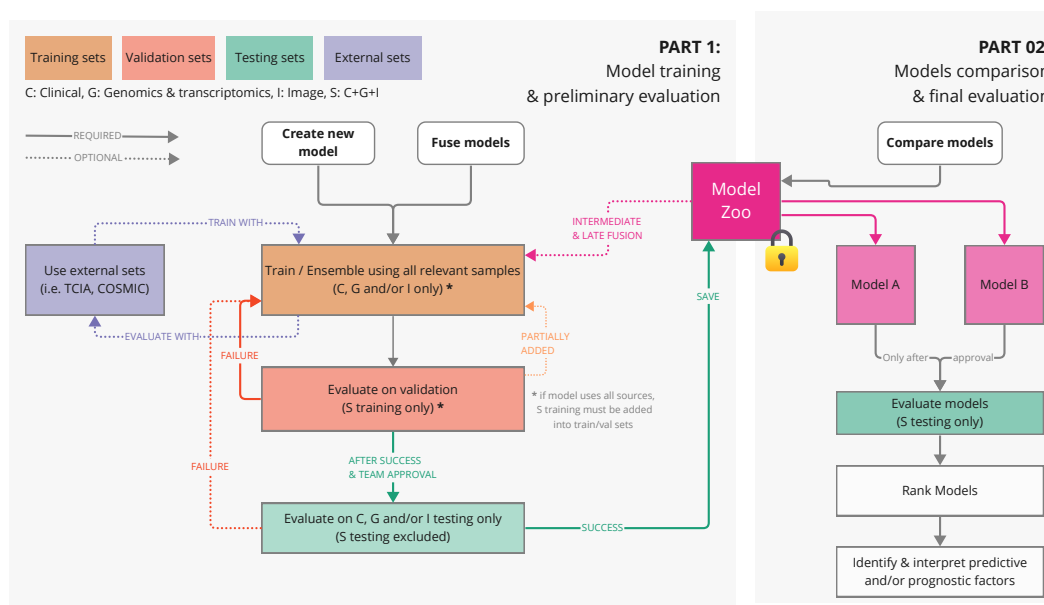 Training sets
Validation sets
Testing sets
External sets
C: Clinical, G: Genomics & transcriptomics, I: Image, S: C+G+I
PART 1:
Model training
& preliminary evaluation
REQUIRED
OPTIONAL
Create new
model
Fuse models
TRAIN WITH
INTERMEDIATE
& LATE FUSION
Use external sets
(i.e. TCIA, COSMIC)
Train / Ensemble using all relevant samples
(C, G and/or I only) *
EVALUATE WITH
FAILURE
PARTIALLY
ADDED
Evaluate on validation
(S training only) *
* if model uses all sources,
S training must be added
into train/val sets
AFTER SUCCESS
& TEAM APPROVAL
FAILURE
Evaluate on C, G and/or I testing only
(S testing excluded)
SUCCESS
SAVE
Model
Zoo
PART 02
Models comparison
& final evaluation
Compare models
Model A
Model B
Only after
approval
Evaluate models
(S testing only)
Rank Models
Identify & interpret predictive
and/or prognostic factors